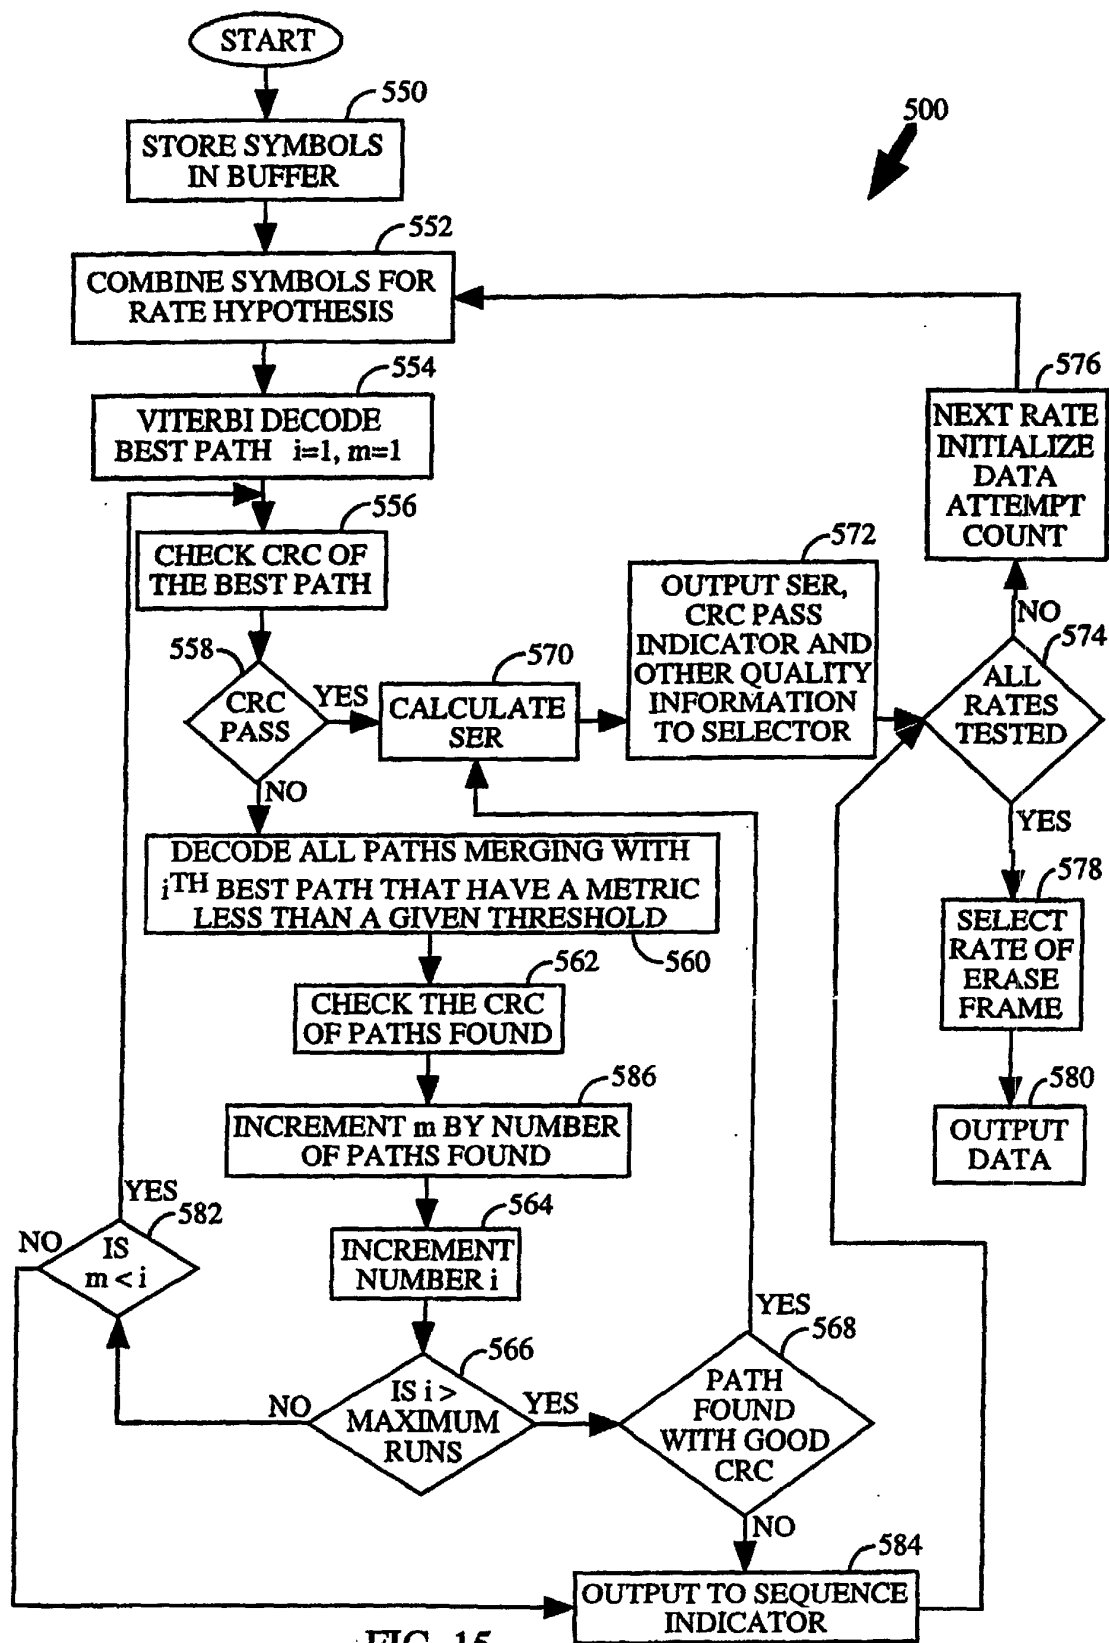 START
550
STORE SYMBOLS
IN BUFFER
500
552
COMBINE SYMBOLS FOR
RATE HYPOTHESIS
554
VITERBI DECODE
BEST PATH i=1, m=1
576
NEXT RATE
INITIALIZE
DATA
ATTEMPT
COUNT
556
CHECK CRC OF
THE BEST PATH
572
OUTPUT SER,
CRC PASS
INDICATOR AND
OTHER QUALITY
INFORMATION
TO SELECTOR
NO
574
ALL
RATES
TESTED
YES
558
CRC
PASS
YES
NO
570
CALCULATE
SER
DECODE ALL PATHS MERGING WITH
iTH BEST PATH THAT HAVE A METRIC
LESS THAN A GIVEN THRESHOLD
560
578
SELECT
RATE OF
ERASE
FRAME
562
CHECK THE CRC
OF PATHS FOUND
580
OUTPUT
DATA
586
INCREMENT m BY NUMBER
OF PATHS FOUND
YES
582
NO
IS
m < i
564
INCREMENT
NUMBER i
566
IS i >
MAXIMUM
RUNS
NO
YES
YES
568
PATH
FOUND
WITH GOOD
CRC
NO
584
OUTPUT TO SEQUENCE
INDICATOR
FIG. 15